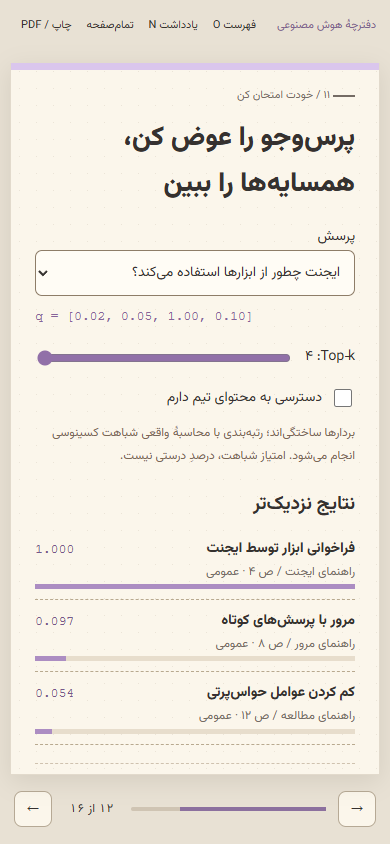 دفترچهٔ هوش مصنوعی
فهرست O
یادداشت N
تمام‌صفحه
چاپ / PDF
۱۱ / خودت امتحان کن
پرس‌وجو را عوض کن،
همسایه‌ها را ببین
پرسش
ایجنت چطور از ابزارها استفاده می‌کند؟
q = [0.02, 0.05, 1.00, 0.10]
Top-k: ۴
دسترسی به محتوای تیم دارم
بردارها ساختگی‌اند؛ رتبه‌بندی با محاسبهٔ واقعی شباهت کسینوسی
انجام می‌شود. امتیاز شباهت، درصدِ درستی نیست.
نتایج نزدیک‌تر
فراخوانی ابزار توسط ایجنت
1.000
راهنمای ایجنت / ص ۴ · عمومی
مرور با پرسش‌های کوتاه
0.097
راهنمای مرور / ص ۸ · عمومی
کم کردن عوامل حواس‌پرتی
0.054
راهنمای مطالعه / ص ۱۲ · عمومی
→
۱۲ از ۱۶
←